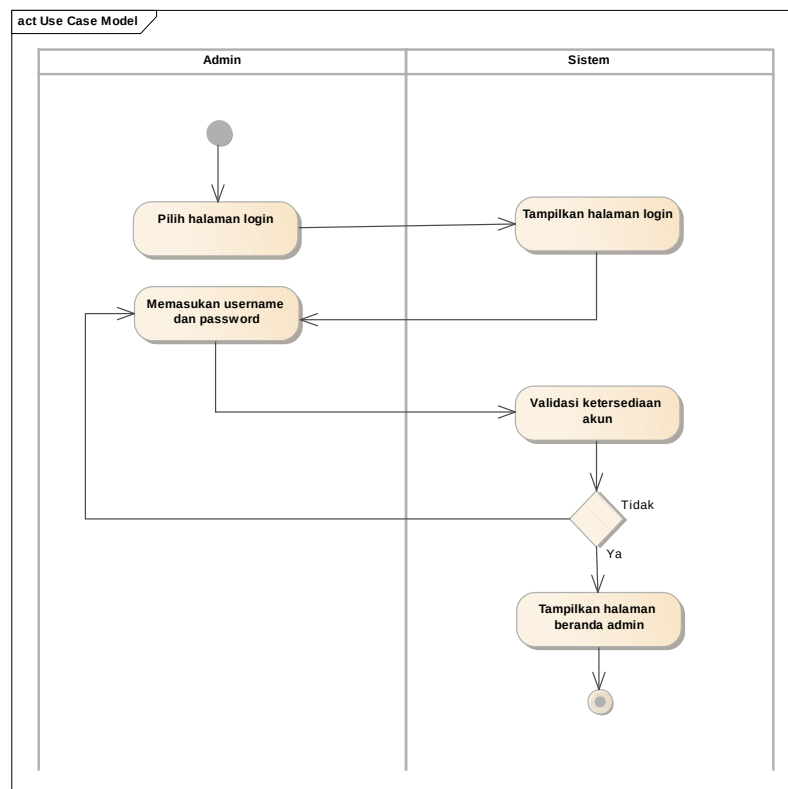 act Use Case Model
Admin
Sistem
Pilih halaman login
Tampilkan halaman login
Memasukan username
dan password
Validasi ketersediaan
akun
Tidak
Ya
Tampilkan halaman
beranda admin